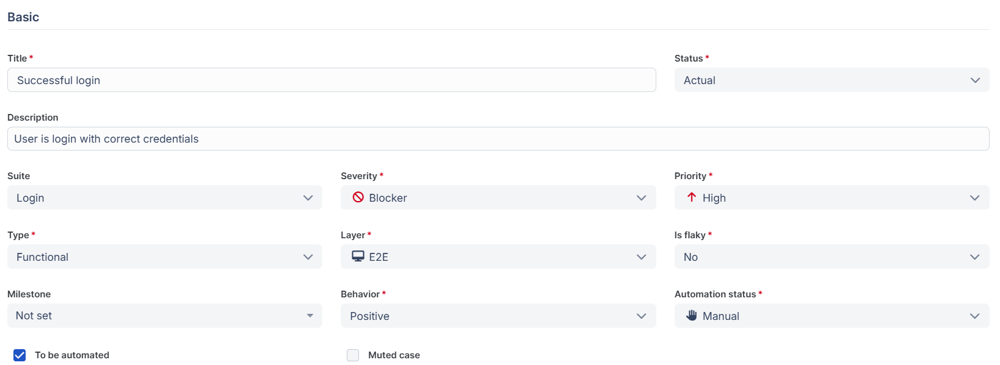 Basic
Title *
Status *
Successful login
Actual
Description
User is login with correct credentials
Suite
Severity *
Priority *
Login
Blocker
High
Type *
Layer *
Is flaky *
Functional
E2E
No
Milestone
Behavior *
Automation status *
Not set
Positive
Manual
To be automated
Muted case